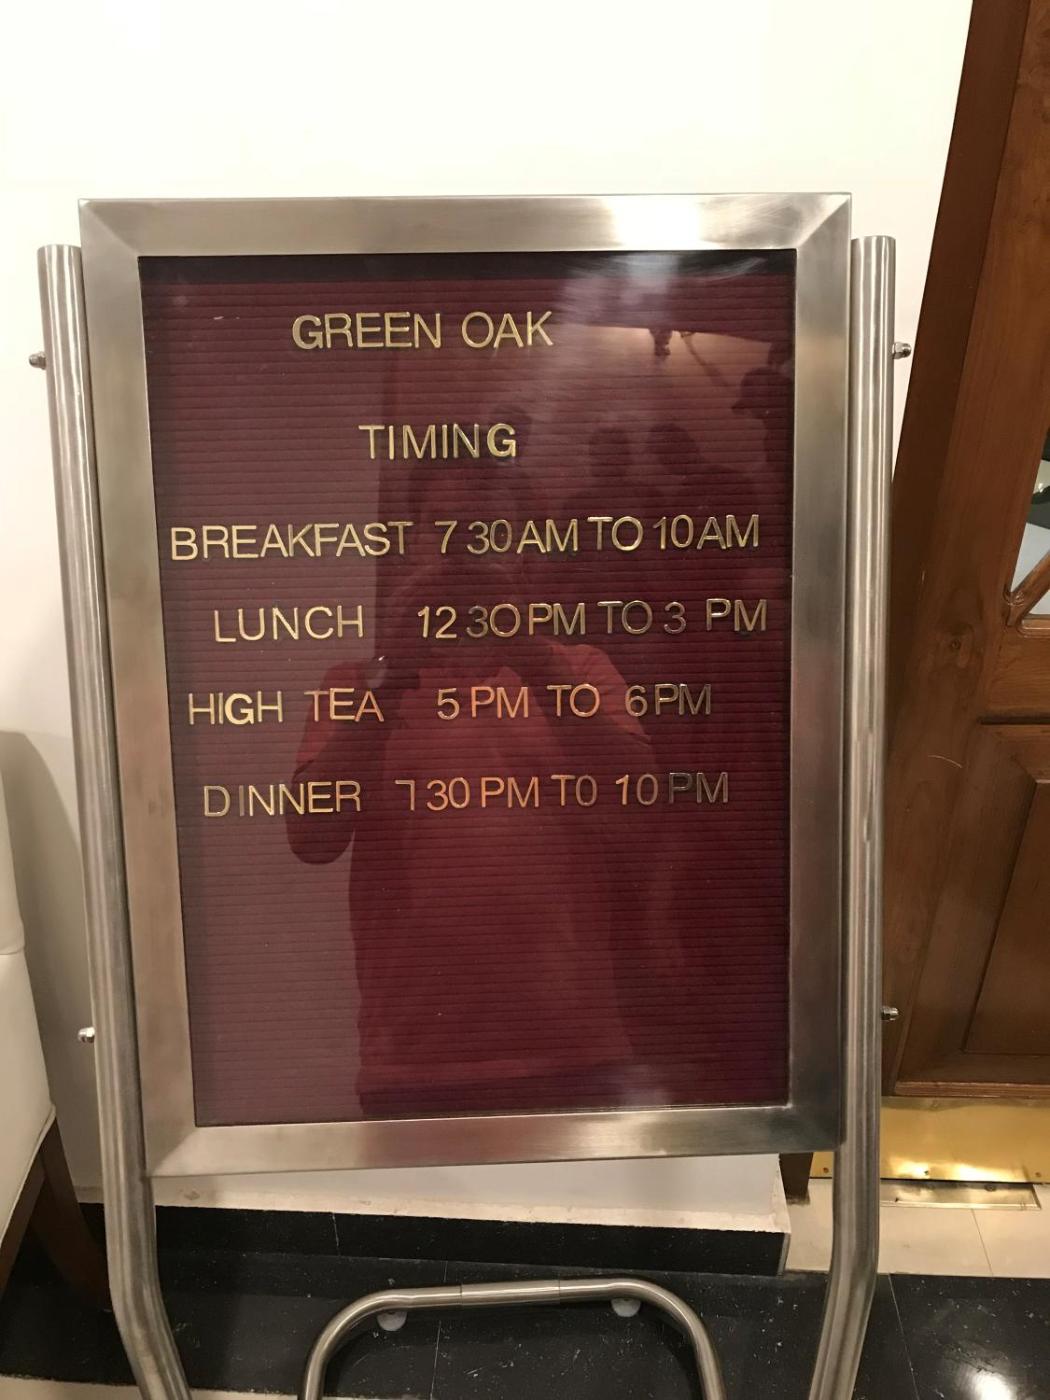 GREEN OAK
TIMING
BREAKFAST 7 30 AM TO 10 AM
LUNCH 12 30 PM TO 3 PM
HIGH TEA 5 PM TO 6 PM
DINNER 7 30 PM TO 10 PM